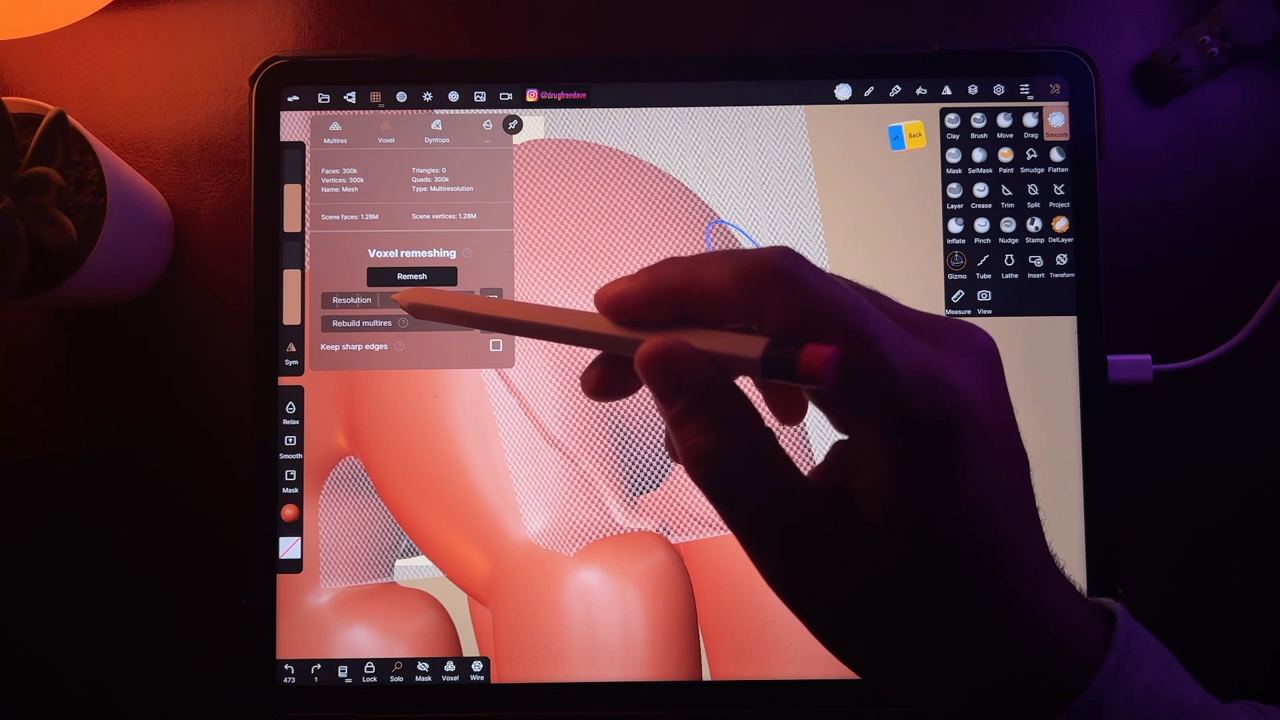 @drugfreedave
Multires Voxel Dyntopo ...
Faces: 300k Triangles: 0
Vertices: 300k Quads: 300k
Name: Mesh Type: Multiresolution
Scene faces: 1.28M Scene vertices: 1.28M
Voxel remeshing ?
Remesh
Resolution
Rebuild multires ?
Keep sharp edges ?
Sym
Relax
Smooth
Mask
473 1 Lock Solo Mask Voxel Wire
Back
Clay Brush Move Drag Smooth
Mask SelMask Paint Smudge Flatten
Layer Crease Trim Split Project
Inflate Pinch Nudge Stamp DelLayer
Gizmo Tube Lathe Insert Transform
Measure View